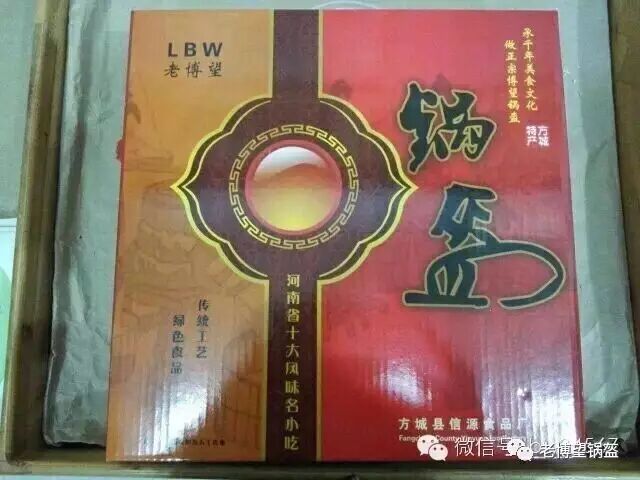 LBW
老博望
承千年美食文化
做正宗博望锅盔
方城
特产
锅盔
河南省十大风味名小吃
传统工艺
绿色食品
方城县信源食品厂
微信号
老博望锅盔